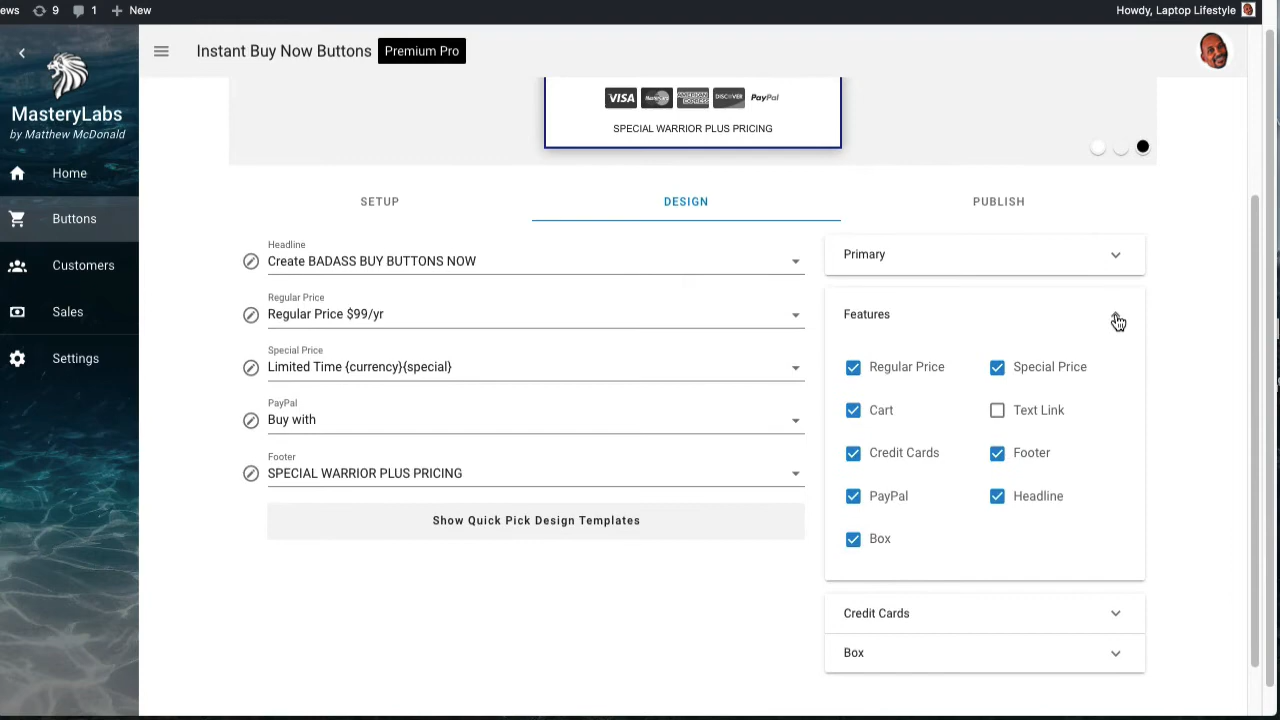 ews 9 1 + New
Howdy, Laptop Lifestyle
MasteryLabs
by Matthew McDonald
Home
Buttons
Customers
Sales
Settings
Instant Buy Now Buttons Premium Pro
VISA MasterCard AMERICAN EXPRESS DISCOVER PayPal
SPECIAL WARRIOR PLUS PRICING
SETUP DESIGN PUBLISH
Headline
Create BADASS BUY BUTTONS NOW
Regular Price
Regular Price $99/yr
Special Price
Limited Time {currency}{special}
PayPal
Buy with
Footer
SPECIAL WARRIOR PLUS PRICING
Show Quick Pick Design Templates
Primary
Features
Regular Price Special Price
Cart Text Link
Credit Cards Footer
PayPal Headline
Box
Credit Cards
Box